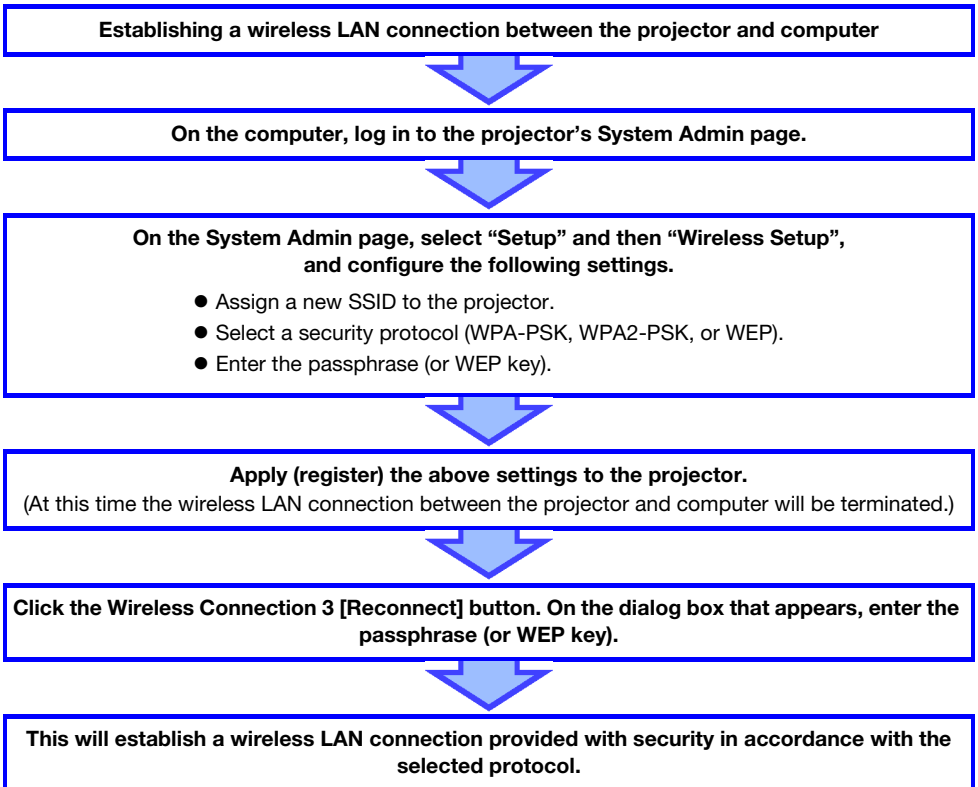 Establishing a wireless LAN connection between the projector and computer
On the computer, log in to the projector's System Admin page.
On the System Admin page, select “Setup” and then “Wireless Setup”,
and configure the following settings.
● Assign a new SSID to the projector.
● Select a security protocol (WPA-PSK, WPA2-PSK, or WEP).
● Enter the passphrase (or WEP key).
Apply (register) the above settings to the projector.
(At this time the wireless LAN connection between the projector and computer will be terminated.)
Click the Wireless Connection 3 [Reconnect] button. On the dialog box that appears, enter the
passphrase (or WEP key).
This will establish a wireless LAN connection provided with security in accordance with the
selected protocol.